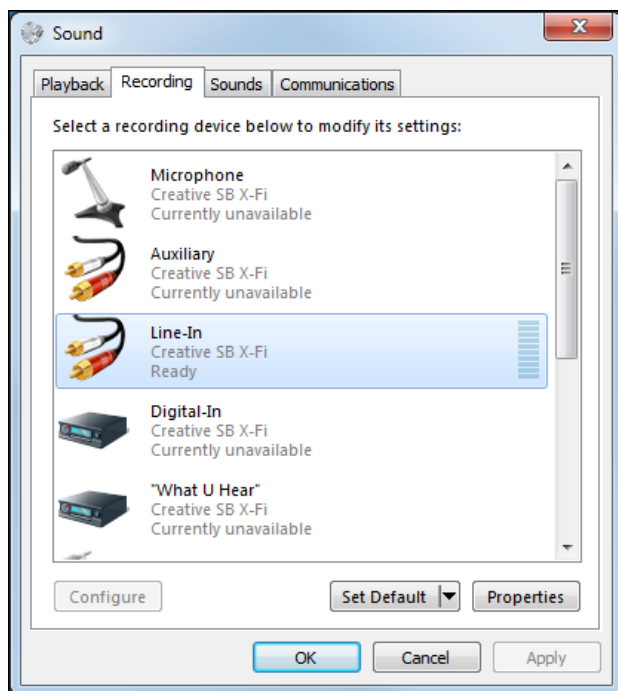 Sound
Playback Recording Sounds Communications
Select a recording device below to modify its settings:
Microphone
Creative SB X-Fi
Currently unavailable
Auxiliary
Creative SB X-Fi
Currently unavailable
Line-In
Creative SB X-Fi
Ready
Digital-In
Creative SB X-Fi
Currently unavailable
"What U Hear"
Creative SB X-Fi
Currently unavailable
Configure Set Default Properties
OK Cancel Apply